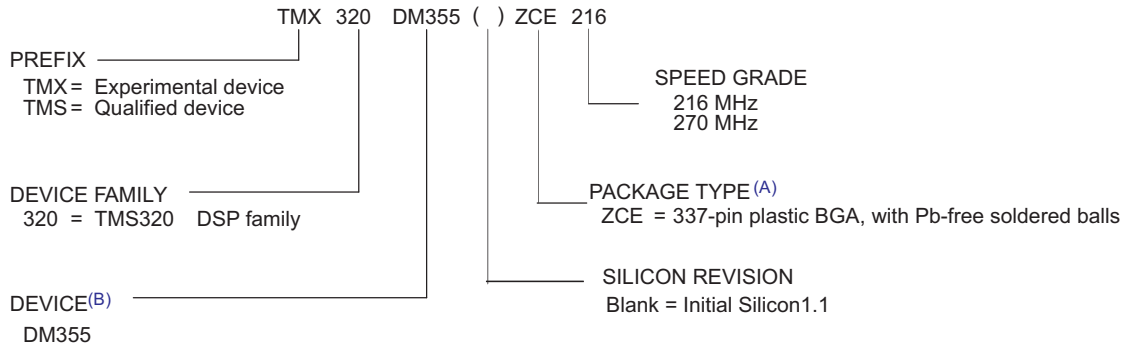 TMX 320 DM355 ( ) ZCE 216
PREFIX
TMX = Experimental device
TMS = Qualified device
SPEED GRADE
216 MHz
270 MHz
DEVICE FAMILY
320 = TMS320 DSP family
PACKAGE TYPE(A)
ZCE = 337-pin plastic BGA, with Pb-free soldered balls
SILICON REVISION
Blank = Initial Silicon1.1
DEVICE(B)
DM355